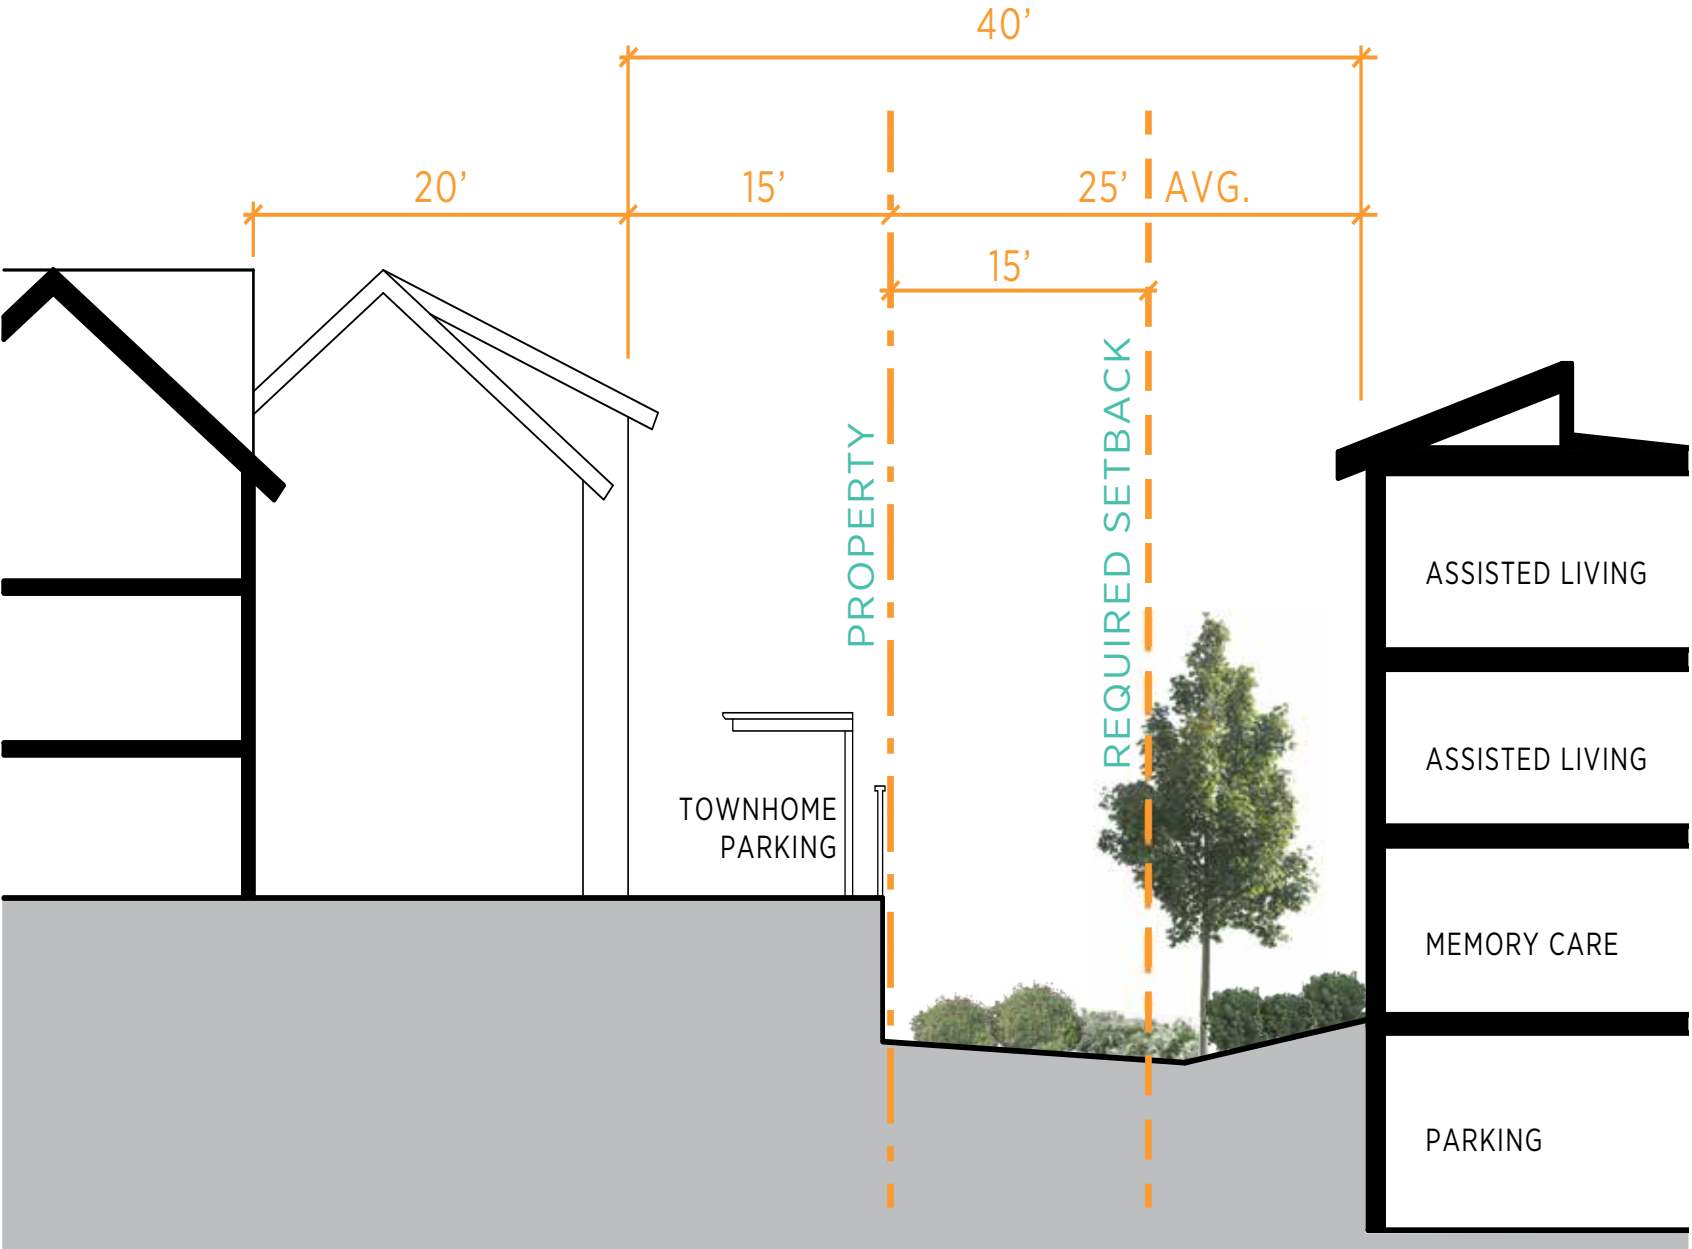 40’
20’
15’
25’ AVG.
15’
PROPERTY
REQUIRED SETBACK
TOWNHOME
PARKING
ASSISTED LIVING
ASSISTED LIVING
MEMORY CARE
PARKING